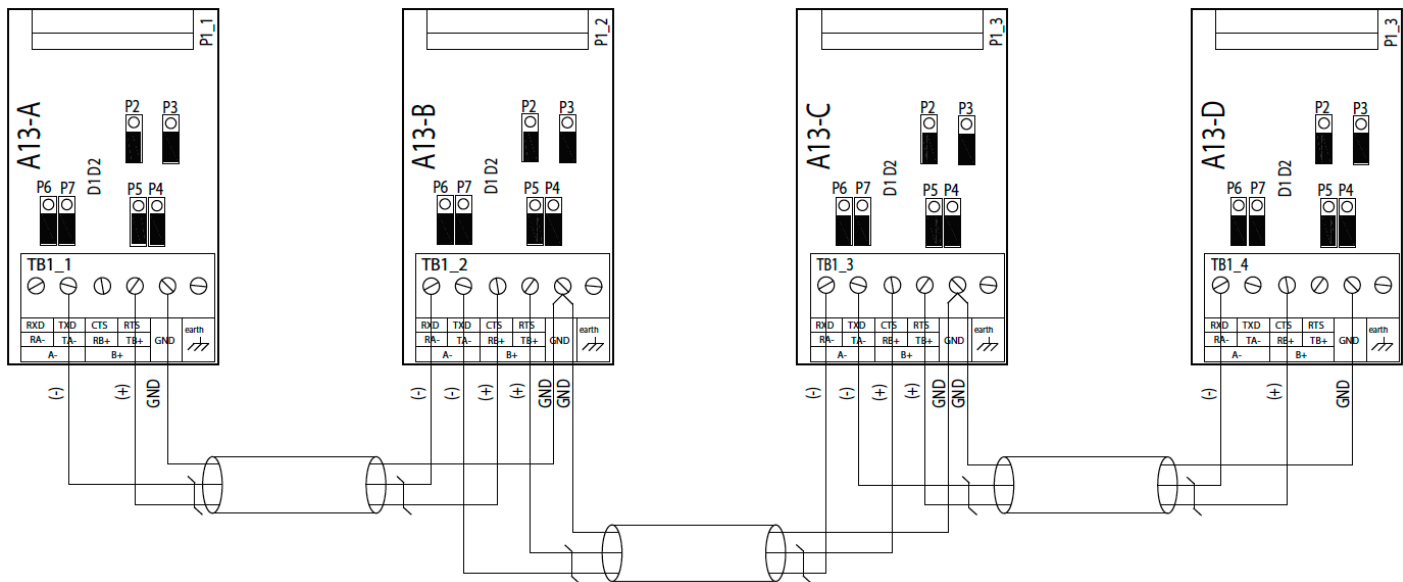 P1_1
A13-A
P2 P3
D1 D2
P6 P7
P5 P4
TB1_1
RXD TXD CTS RTS
RA- TA- RB+ TB+ GND earth
A- B+
(-) (+) GND
P1_2
A13-B
P2 P3
D1 D2
P6 P7
P5 P4
TB1_2
RXD TXD CTS RTS
RA- TA- RB+ TB+ GND earth
A- B+
(-) (-) (+) (+) GND GND
P1_3
A13-C
P2 P3
D1 D2
P6 P7
P5 P4
TB1_3
RXD TXD CTS RTS
RA- TA- RB+ TB+ GND earth
A- B+
(-) (-) (+) (+) GND GND
P1_3
A13-D
P2 P3
D1 D2
P6 P7
P5 P4
TB1_4
RXD TXD CTS RTS
RA- TA- RB+ TB+ GND earth
A- B+
(-) (+) GND